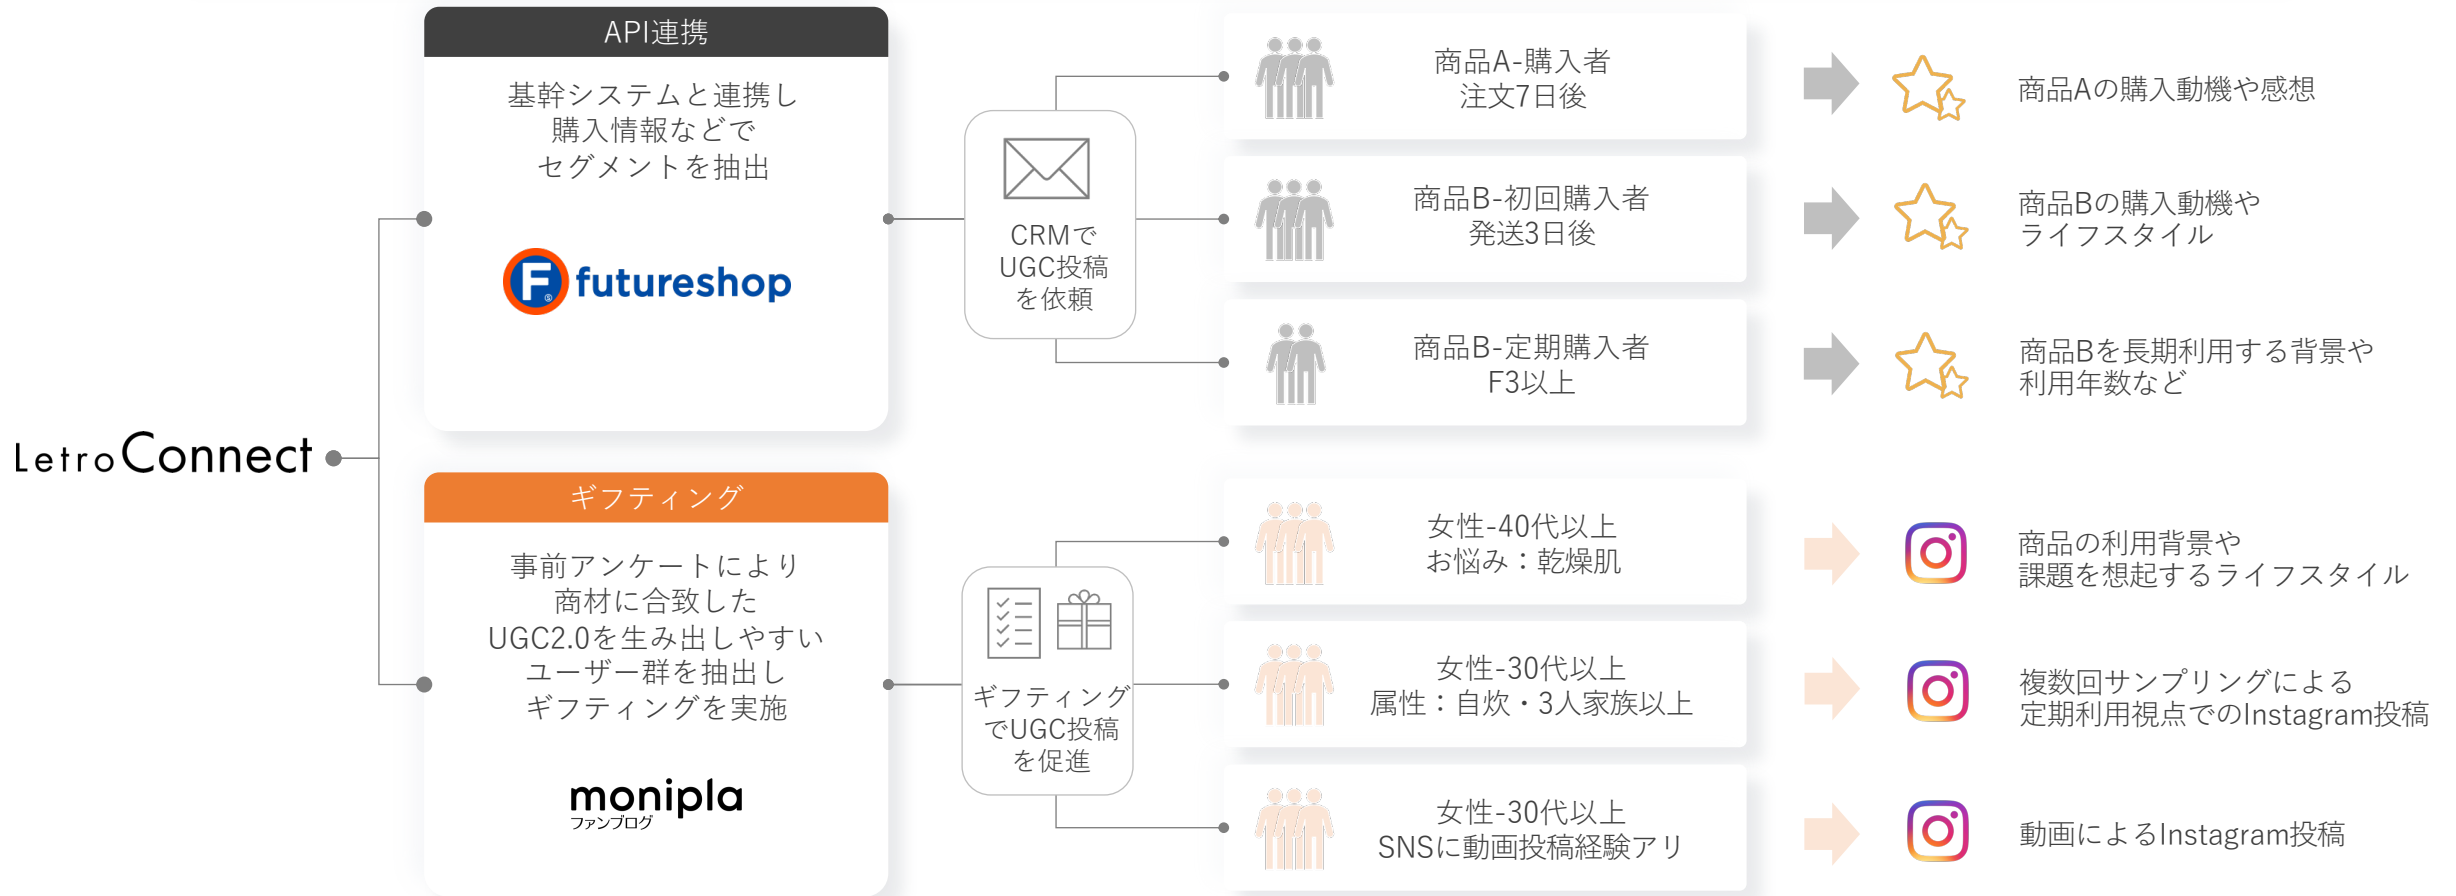 Letro Connect
API連携
基幹システムと連携し
購入情報などで
セグメントを抽出
F
futureshop
CRMで
UGC投稿
を依頼
商品A-購入者
注文7日後
商品Aの購入動機や感想
商品B-初回購入者
発送3日後
商品Bの購入動機や
ライフスタイル
商品B-定期購入者
F3以上
商品Bを長期利用する背景や
利用年数など
ギフティング
事前アンケートにより
商材に合致した
UGC2.0を生み出しやすい
ユーザー群を抽出し
ギフティングを実施
monipla
ファンブログ
ギフティング
でUGC投稿
を促進
女性-40代以上
お悩み：乾燥肌
商品の利用背景や
課題を想起するライフスタイル
女性-30代以上
属性：自炊・3人家族以上
複数回サンプリングによる
定期利用視点でのInstagram投稿
女性-30代以上
SNSに動画投稿経験アリ
動画によるInstagram投稿